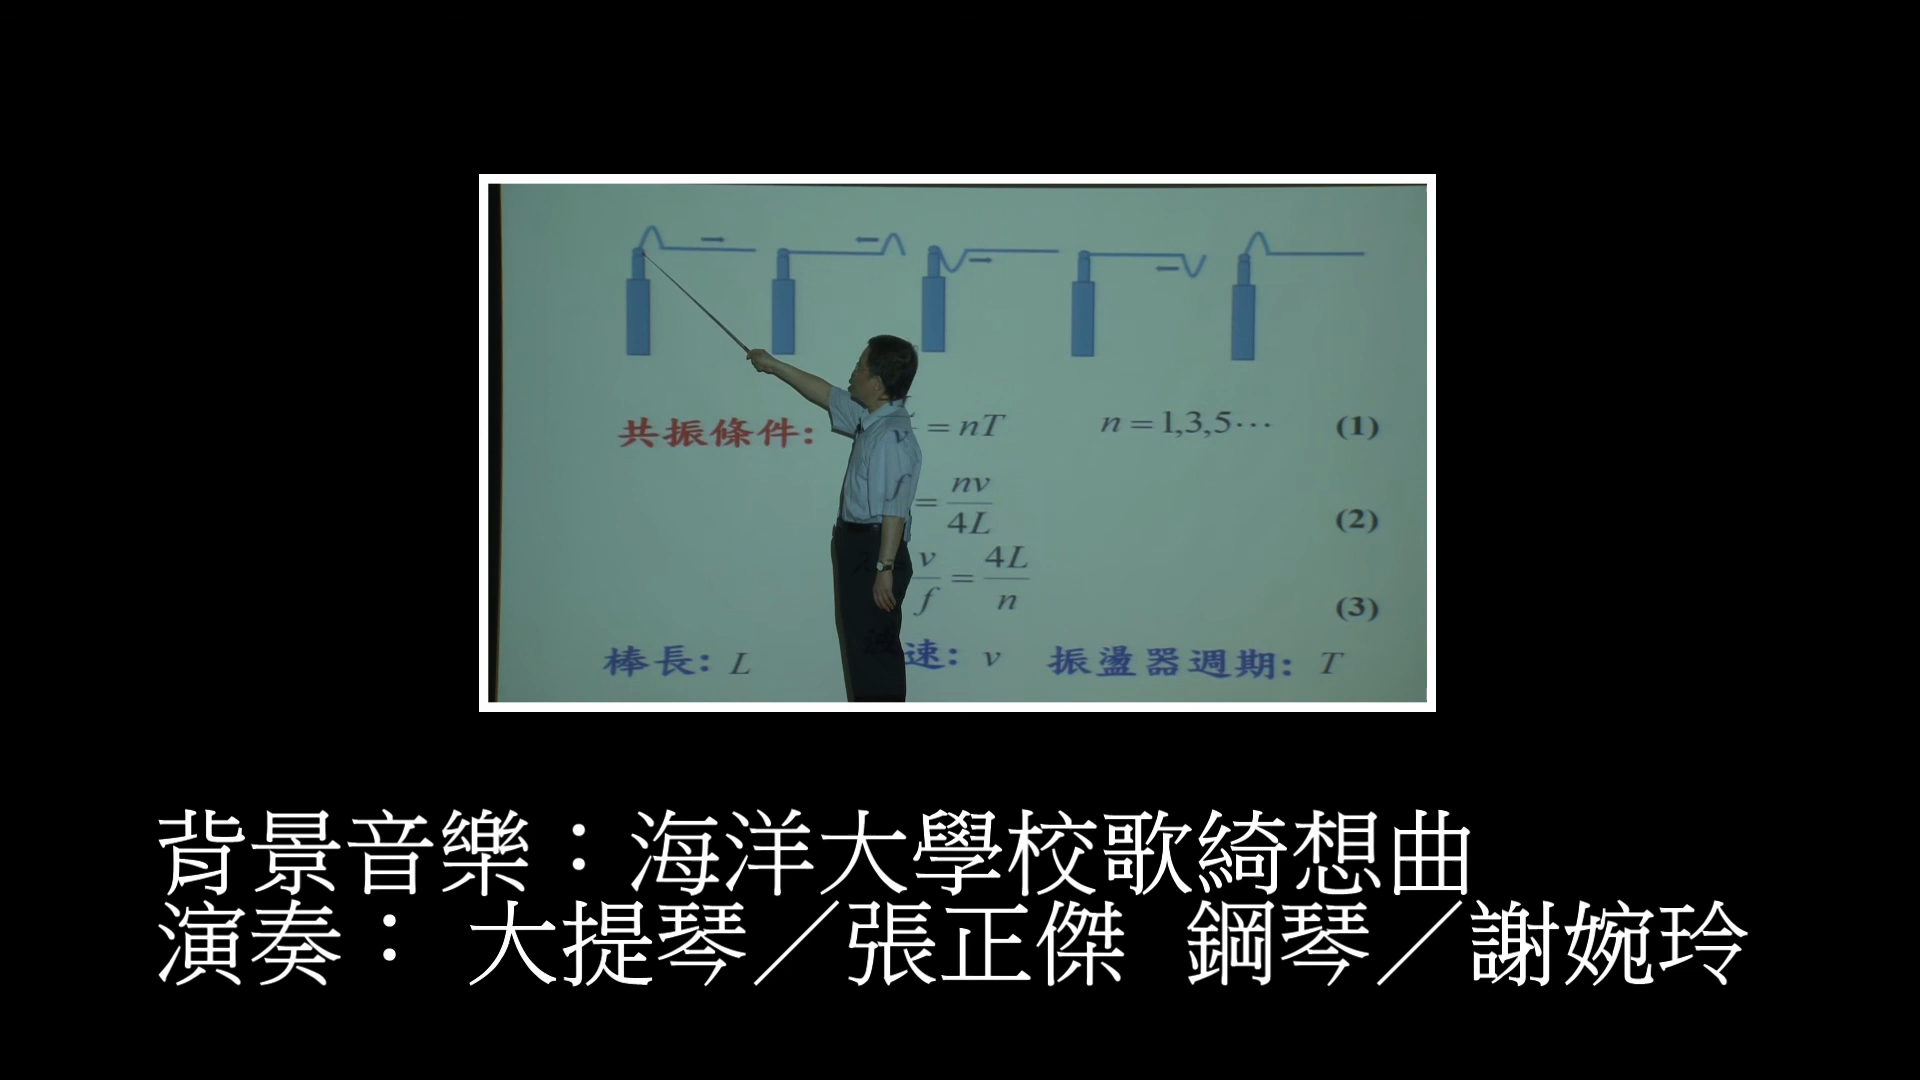 共振條件: = nT n = 1,3,5⋯ (1)
f = nv/4L (2)
v/f = 4L/n (3)
棒長: L 波速: v 振盪器週期: T
背景音樂：海洋大學校歌綺想曲
演奏： 大提琴／張正傑 鋼琴／謝婉玲